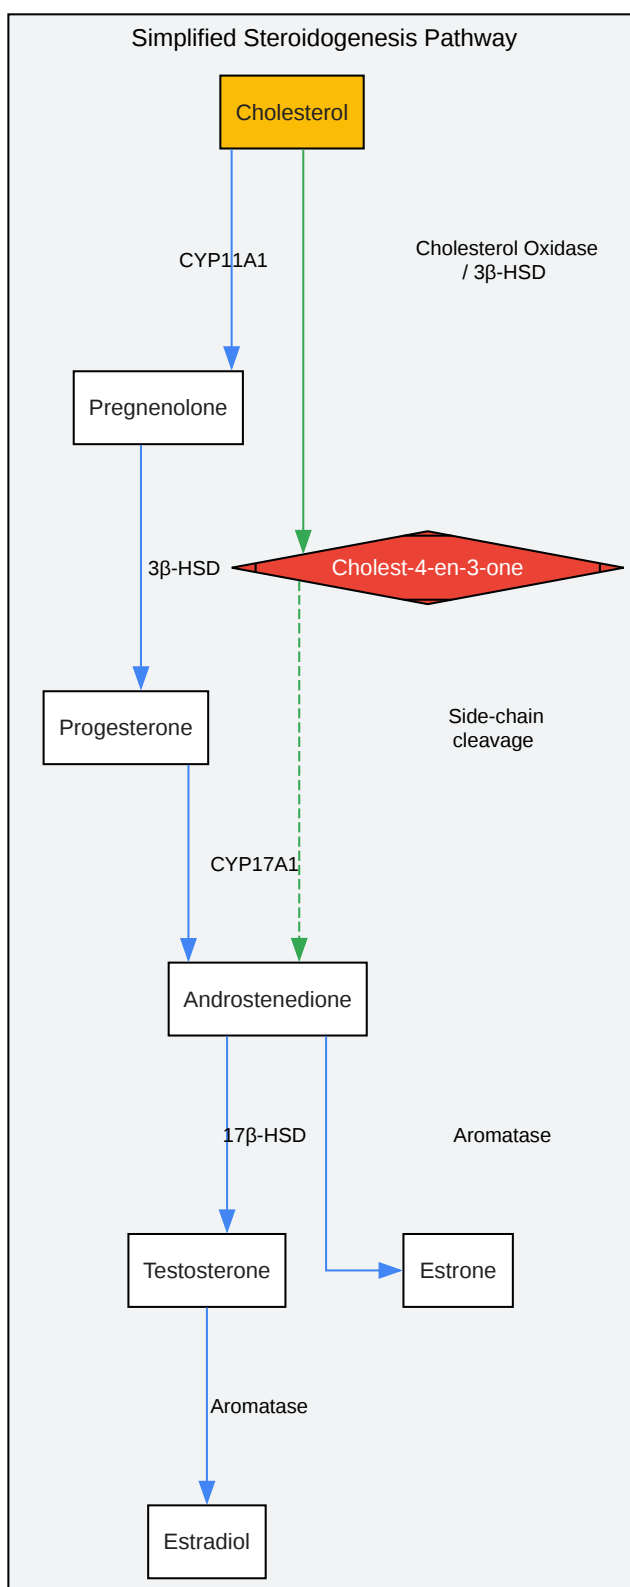 Simplified Steroidogenesis Pathway
Cholesterol
CYP11A1
Cholesterol Oxidase
/ 3β-HSD
Pregnenolone
3β-HSD
Cholest-4-en-3-one
Progesterone
Side-chain
cleavage
CYP17A1
Androstenedione
17β-HSD
Aromatase
Testosterone
Estrone
Aromatase
Estradiol